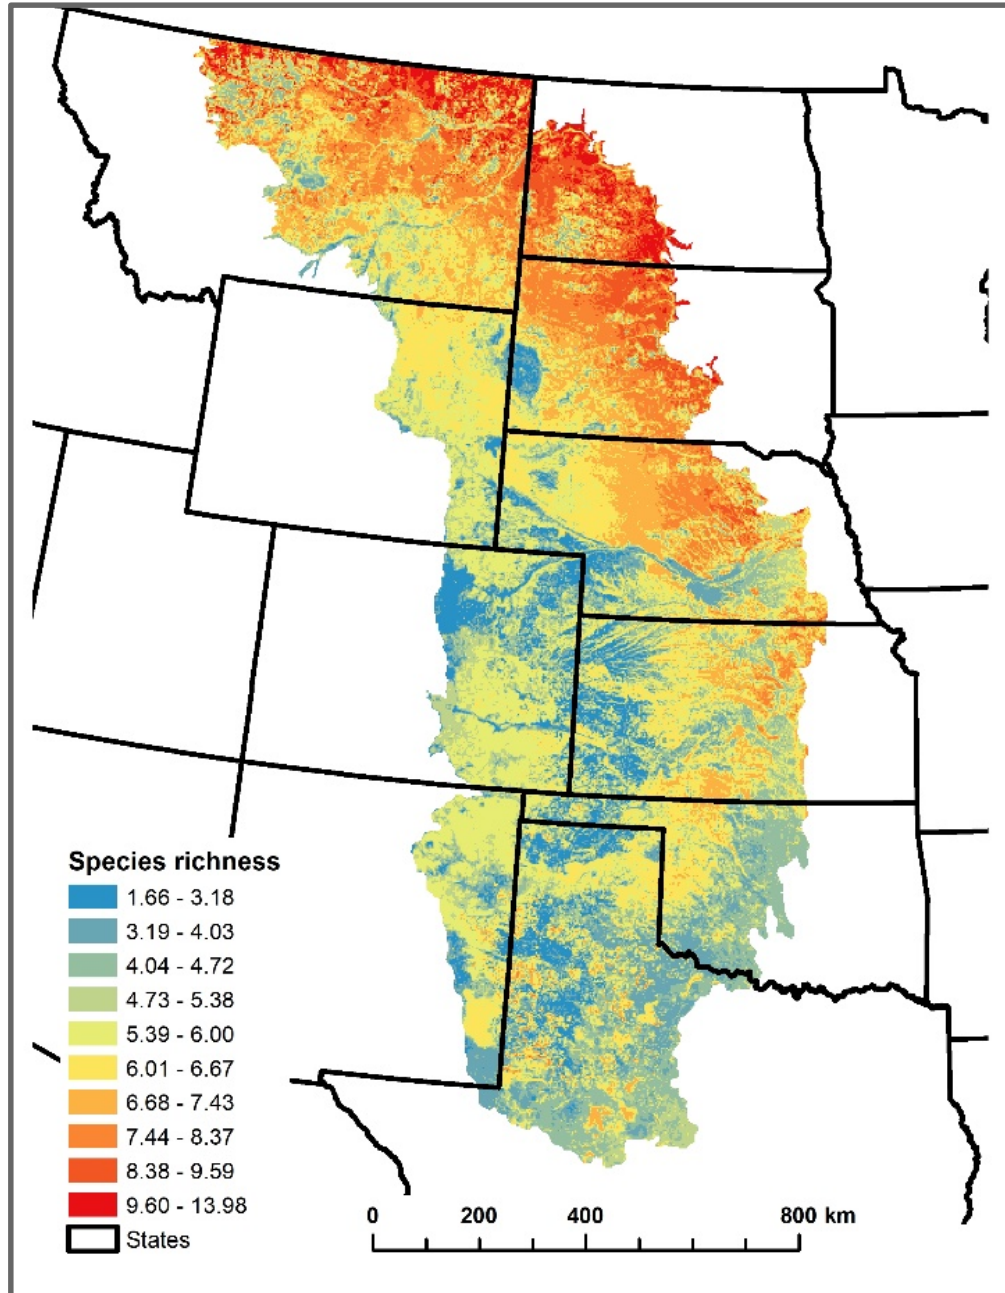 Species richness
1.66 - 3.18
3.19 - 4.03
4.04 - 4.72
4.73 - 5.38
5.39 - 6.00
6.01 - 6.67
6.68 - 7.43
7.44 - 8.37
8.38 - 9.59
9.60 - 13.98
States
0 200 400 800 km